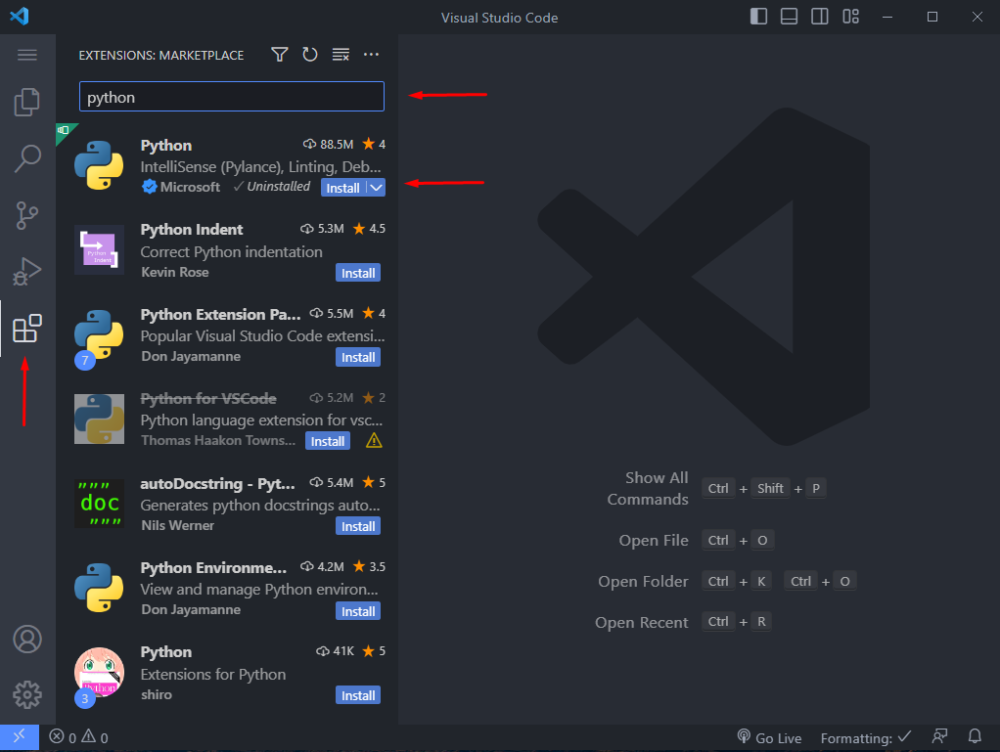 Visual Studio Code
EXTENSIONS: MARKETPLACE
python
Python 88.5M 4
IntelliSense (Pylance), Linting, Deb...
Microsoft ✓Uninstalled Install
Python Indent 5.3M 4.5
Correct Python indentation
Kevin Rose Install
Python Indent
Python Extension Pa... 5.5M 4
Popular Visual Studio Code extensi...
Don Jayamanne Install
7
Python for VSCode 5.2M 2
Python language extension for vsc...
Thomas Haakon Towns... Install
""" doc """
autoDocstring - Pyt... 5.4M 5
Generates python docstrings auto...
Nils Werner Install
Python Environme... 4.2M 3.5
View and manage Python environ...
Don Jayamanne Install
Python 41K 5
Extensions for Python
shiro Install
Python
3
Show All
Commands Ctrl + Shift + P
Open File Ctrl + O
Open Folder Ctrl + K Ctrl + O
Open Recent Ctrl + R
0 0 Go Live Formatting: ✓